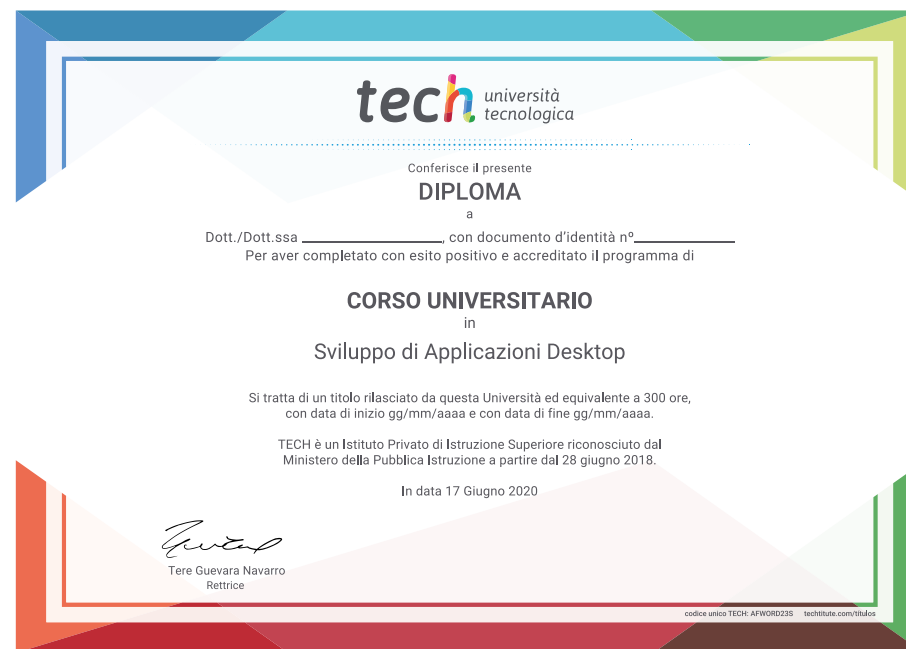 tech università
tecnologica
Conferisce il presente
DIPLOMA
a
Dott./Dott.ssa ____________, con documento d'identità nº_________
Per aver completato con esito positivo e accreditato il programma di
CORSO UNIVERSITARIO
in
Sviluppo di Applicazioni Desktop
Si tratta di un titolo rilasciato da questa Università ed equivalente a 300 ore,
con data di inizio gg/mm/aaaa e con data di fine gg/mm/aaaa.
TECH è un Istituto Privato di Istruzione Superiore riconosciuto dal
Ministero della Pubblica Istruzione a partire dal 28 giugno 2018.
In data 17 Giugno 2020
Tere Guevara Navarro
Rettrice
codice unico TECH: AFWORD23S techtitute.com/titulos